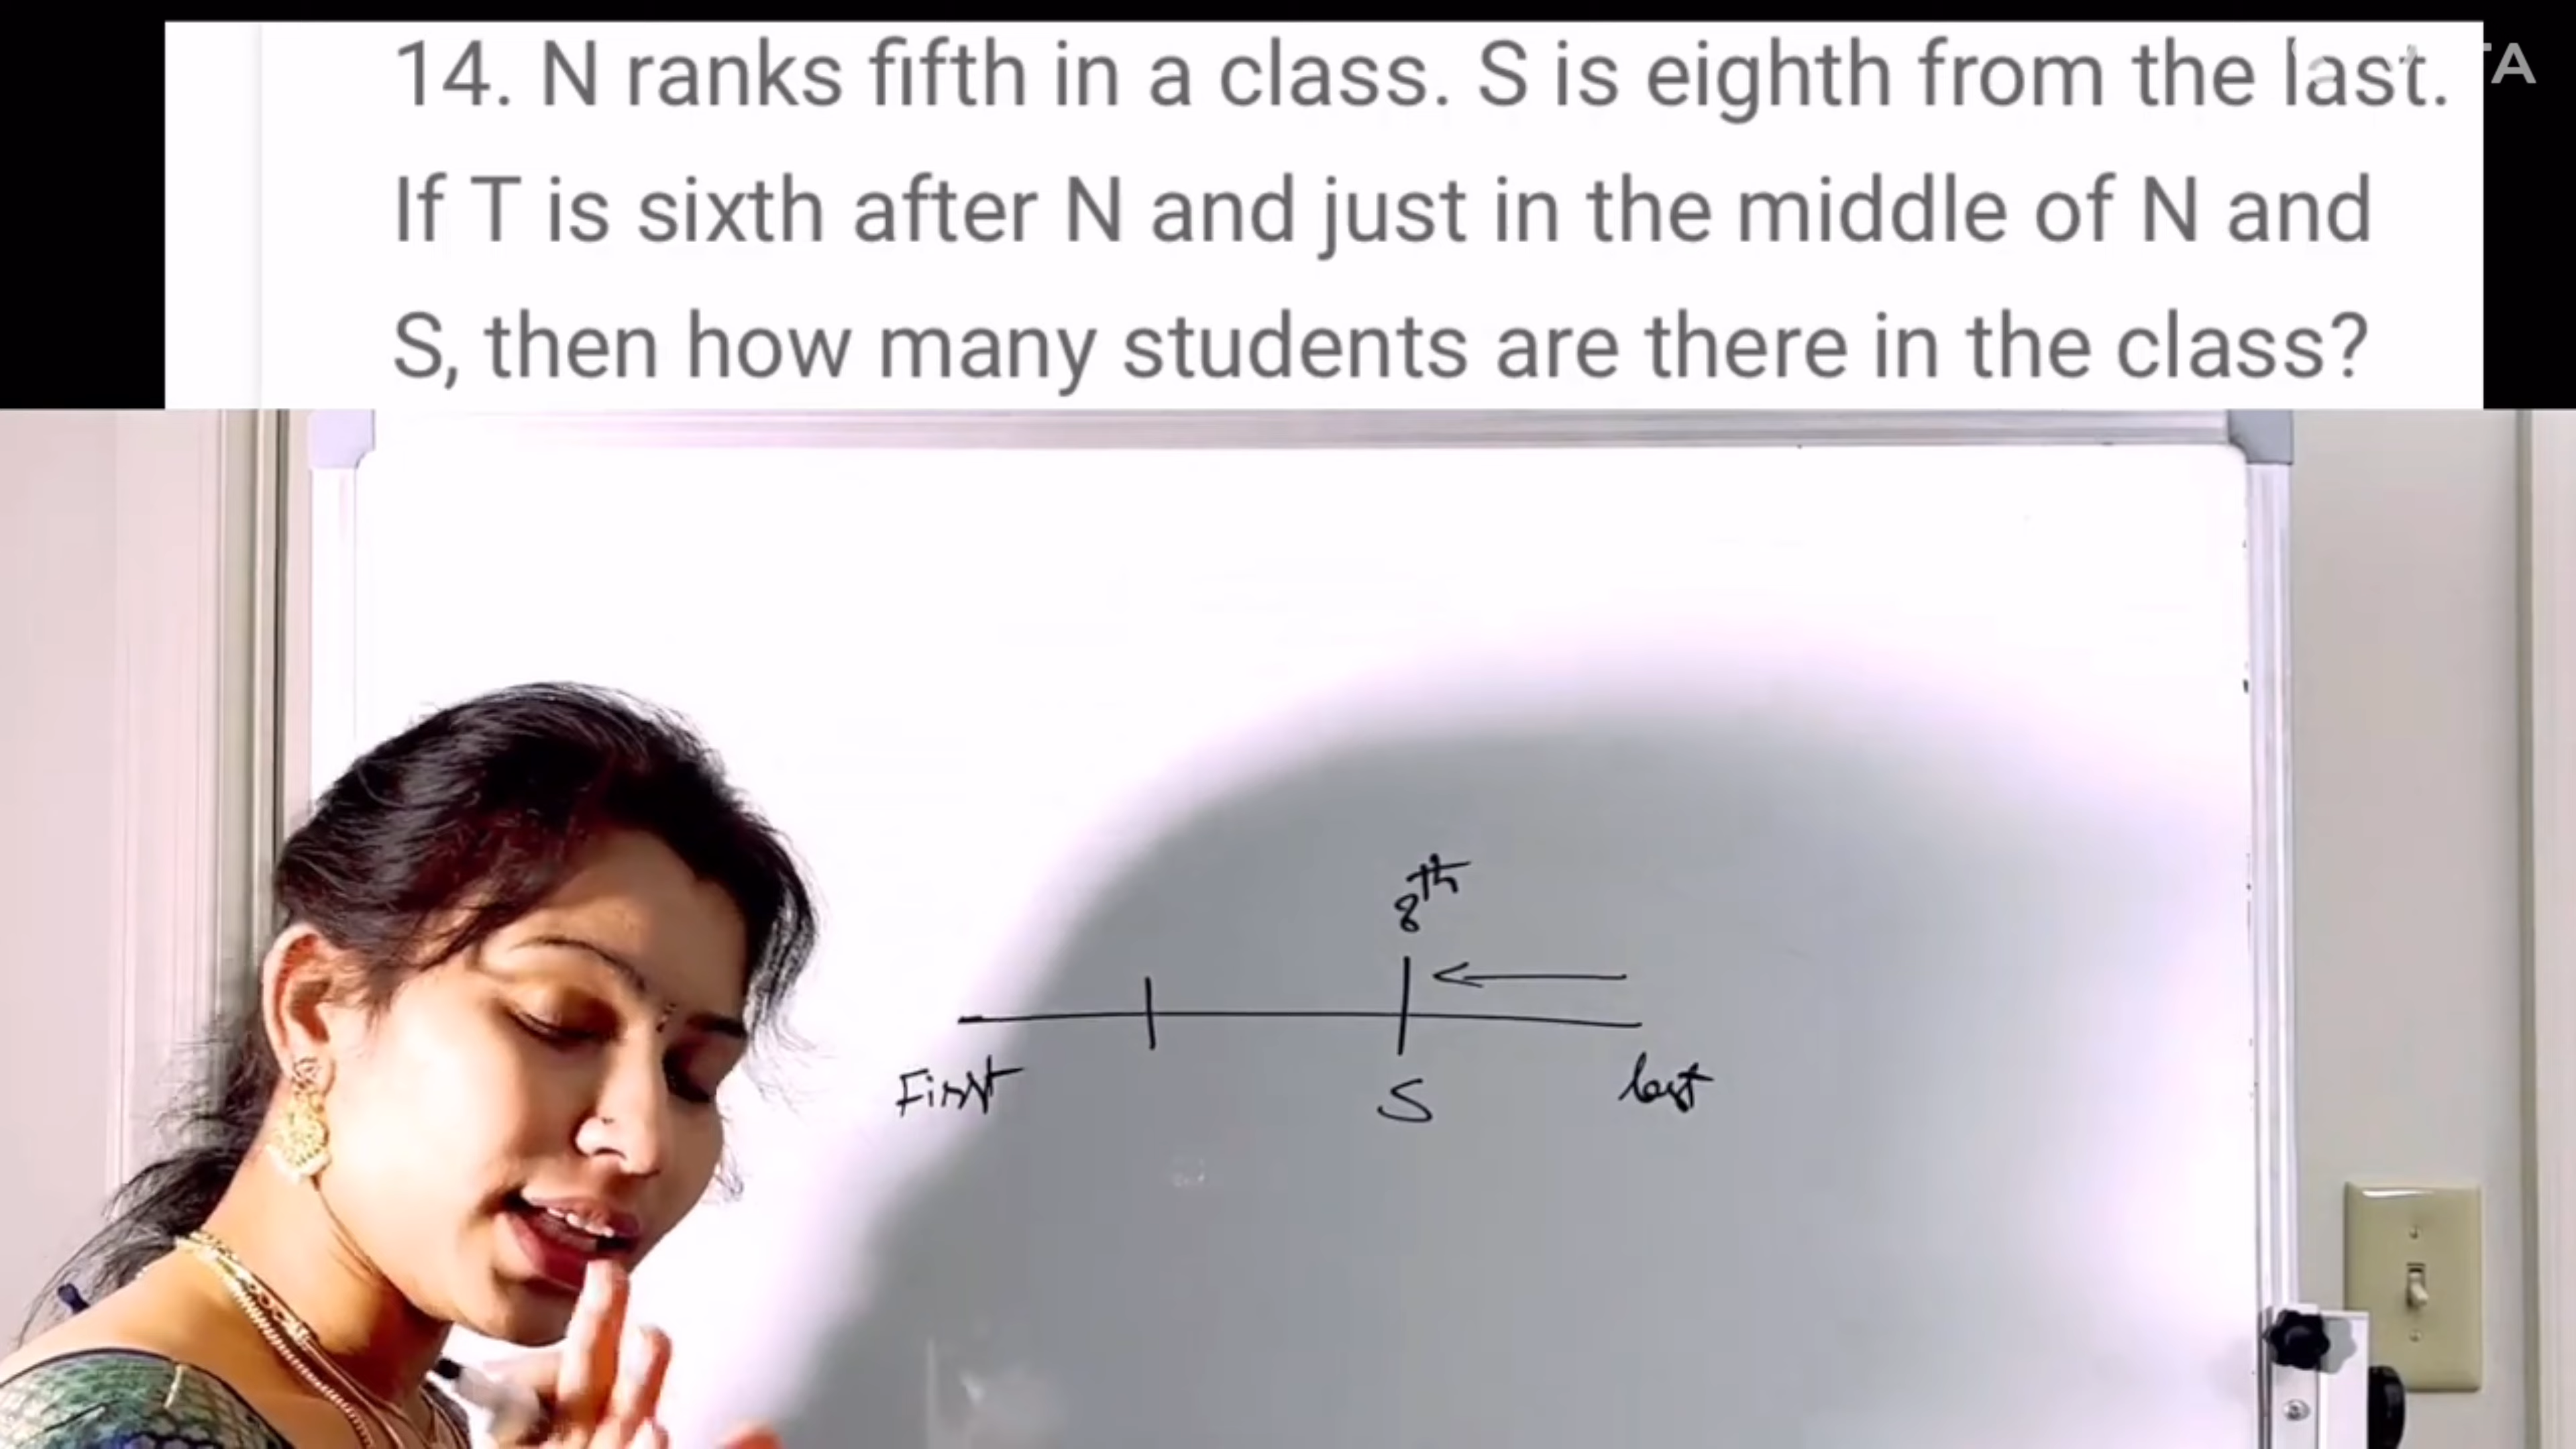 14. N ranks fifth in a class. S is eighth from the last.
If T is sixth after N and just in the middle of N and
S, then how many students are there in the class?
8th
First
S
last